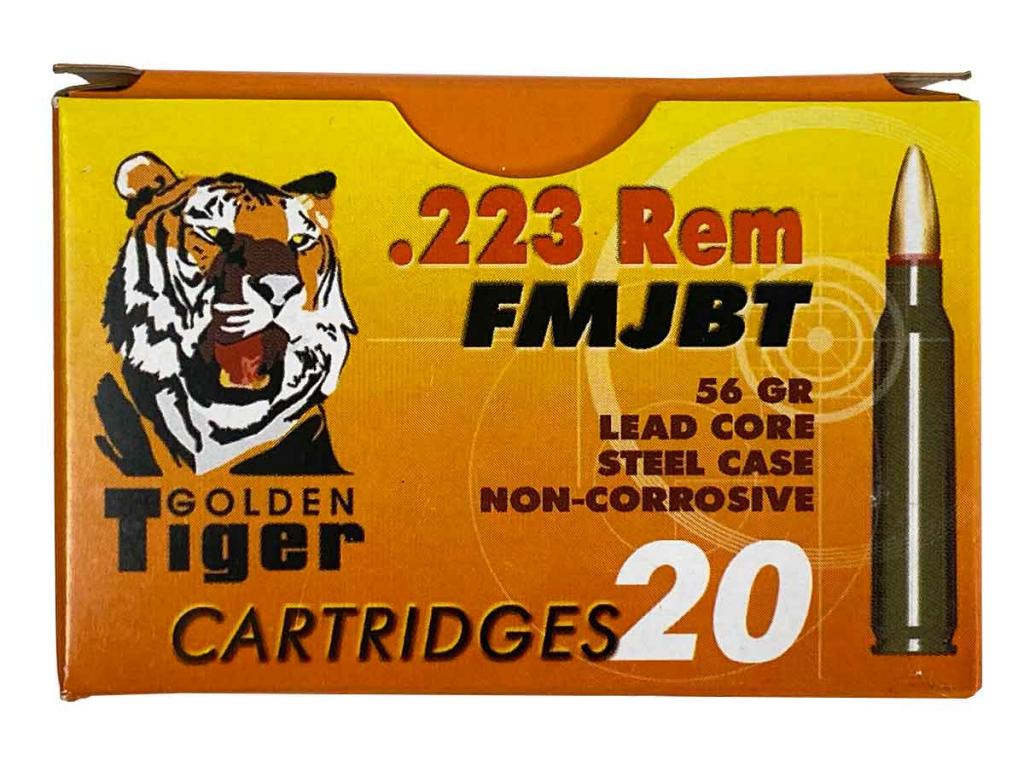 .223 Rem
FMJBT
56 GR
LEAD CORE
STEEL CASE
NON-CORROSIVE
GOLDEN
Tiger
CARTRIDGES 20